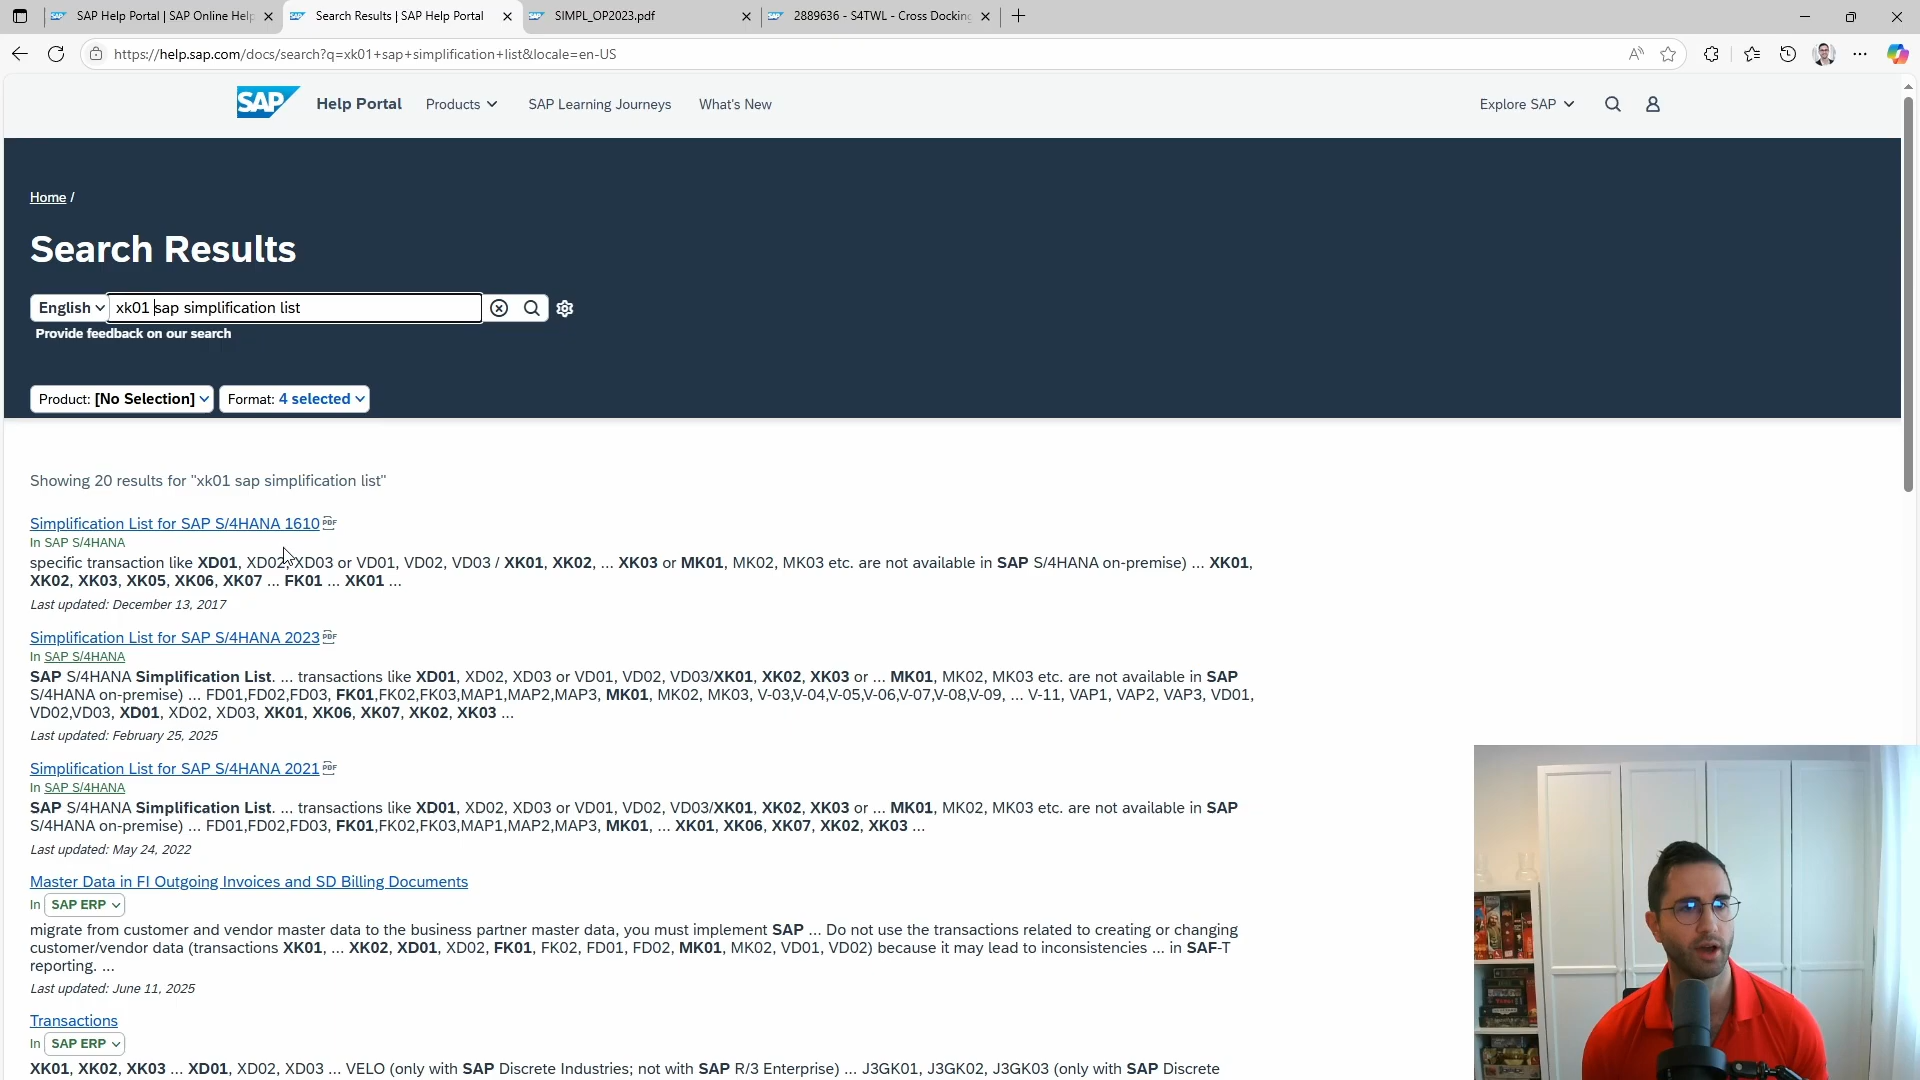 SAP Help Portal | SAP Online Help
Search Results | SAP Help Portal
SIMPL_OP2023.pdf
2889636 - S4TWL - Cross Docking
https://help.sap.com/docs/search?q=xk01+sap+simplification+list&locale=en-US
SAP Help Portal Products SAP Learning Journeys What's New Explore SAP
Home /
Search Results
English xk01 sap simplification list
Provide feedback on our search
Product: [No Selection] Format: 4 selected
Showing 20 results for "xk01 sap simplification list"
Simplification List for SAP S/4HANA 1610 PDF
In SAP S/4HANA
specific transaction like XD01, XD02, XD03 or VD01, VD02, VD03 / XK01, XK02, ... XK03 or MK01, MK02, MK03 etc. are not available in SAP S/4HANA on-premise) ... XK01,
XK02, XK03, XK05, XK06, XK07 ... FK01 ... XK01 ...
Last updated: December 13, 2017
Simplification List for SAP S/4HANA 2023 PDF
In SAP S/4HANA
SAP S/4HANA Simplification List. ... transactions like XD01, XD02, XD03 or VD01, VD02, VD03/XK01, XK02, XK03 or ... MK01, MK02, MK03 etc. are not available in SAP
S/4HANA on-premise) ... FD01,FD02,FD03, FK01,FK02,FK03,MAP1,MAP2,MAP3, MK01, MK02, MK03, V-03,V-04,V-05,V-06,V-07,V-08,V-09, ... V-11, VAP1, VAP2, VAP3, VD01,
VD02,VD03, XD01, XD02, XD03, XK01, XK06, XK07, XK02, XK03 ...
Last updated: February 25, 2025
Simplification List for SAP S/4HANA 2021 PDF
In SAP S/4HANA
SAP S/4HANA Simplification List. ... transactions like XD01, XD02, XD03 or VD01, VD02, VD03/XK01, XK02, XK03 or ... MK01, MK02, MK03 etc. are not available in SAP
S/4HANA on-premise) ... FD01,FD02,FD03, FK01,FK02,FK03,MAP1,MAP2,MAP3, MK01, ... XK01, XK06, XK07, XK02, XK03 ...
Last updated: May 24, 2022
Master Data in FI Outgoing Invoices and SD Billing Documents
In SAP ERP
migrate from customer and vendor master data to the business partner master data, you must implement SAP ... Do not use the transactions related to creating or changing
customer/vendor data (transactions XK01, ... XK02, XD01, XD02, FK01, FK02, FD01, FD02, MK01, MK02, VD01, VD02) because it may lead to inconsistencies ... in SAF-T
reporting. ...
Last updated: June 11, 2025
Transactions
In SAP ERP
XK01, XK02, XK03 ... XD01, XD02, XD03 ... VELO (only with SAP Discrete Industries; not with SAP R/3 Enterprise) ... J3GK01, J3GK02, J3GK03 (only with SAP Discrete